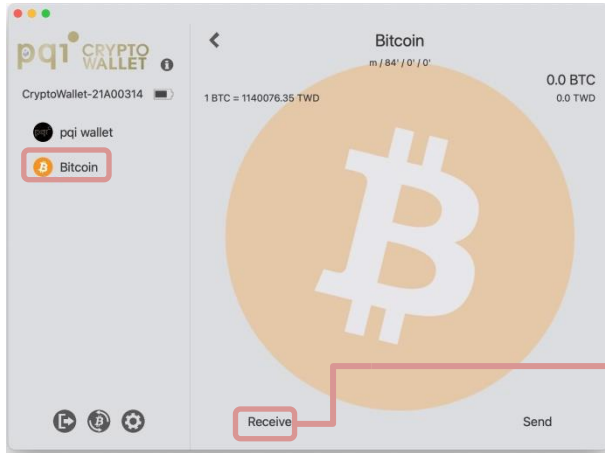 pqi CRYPTO
WALLET
CryptoWallet-21A00314
pqi wallet
Bitcoin
Bitcoin
m / 84' / 0' / 0'
0.0 BTC
1 BTC = 1140076.35 TWD
0.0 TWD
Receive
Send